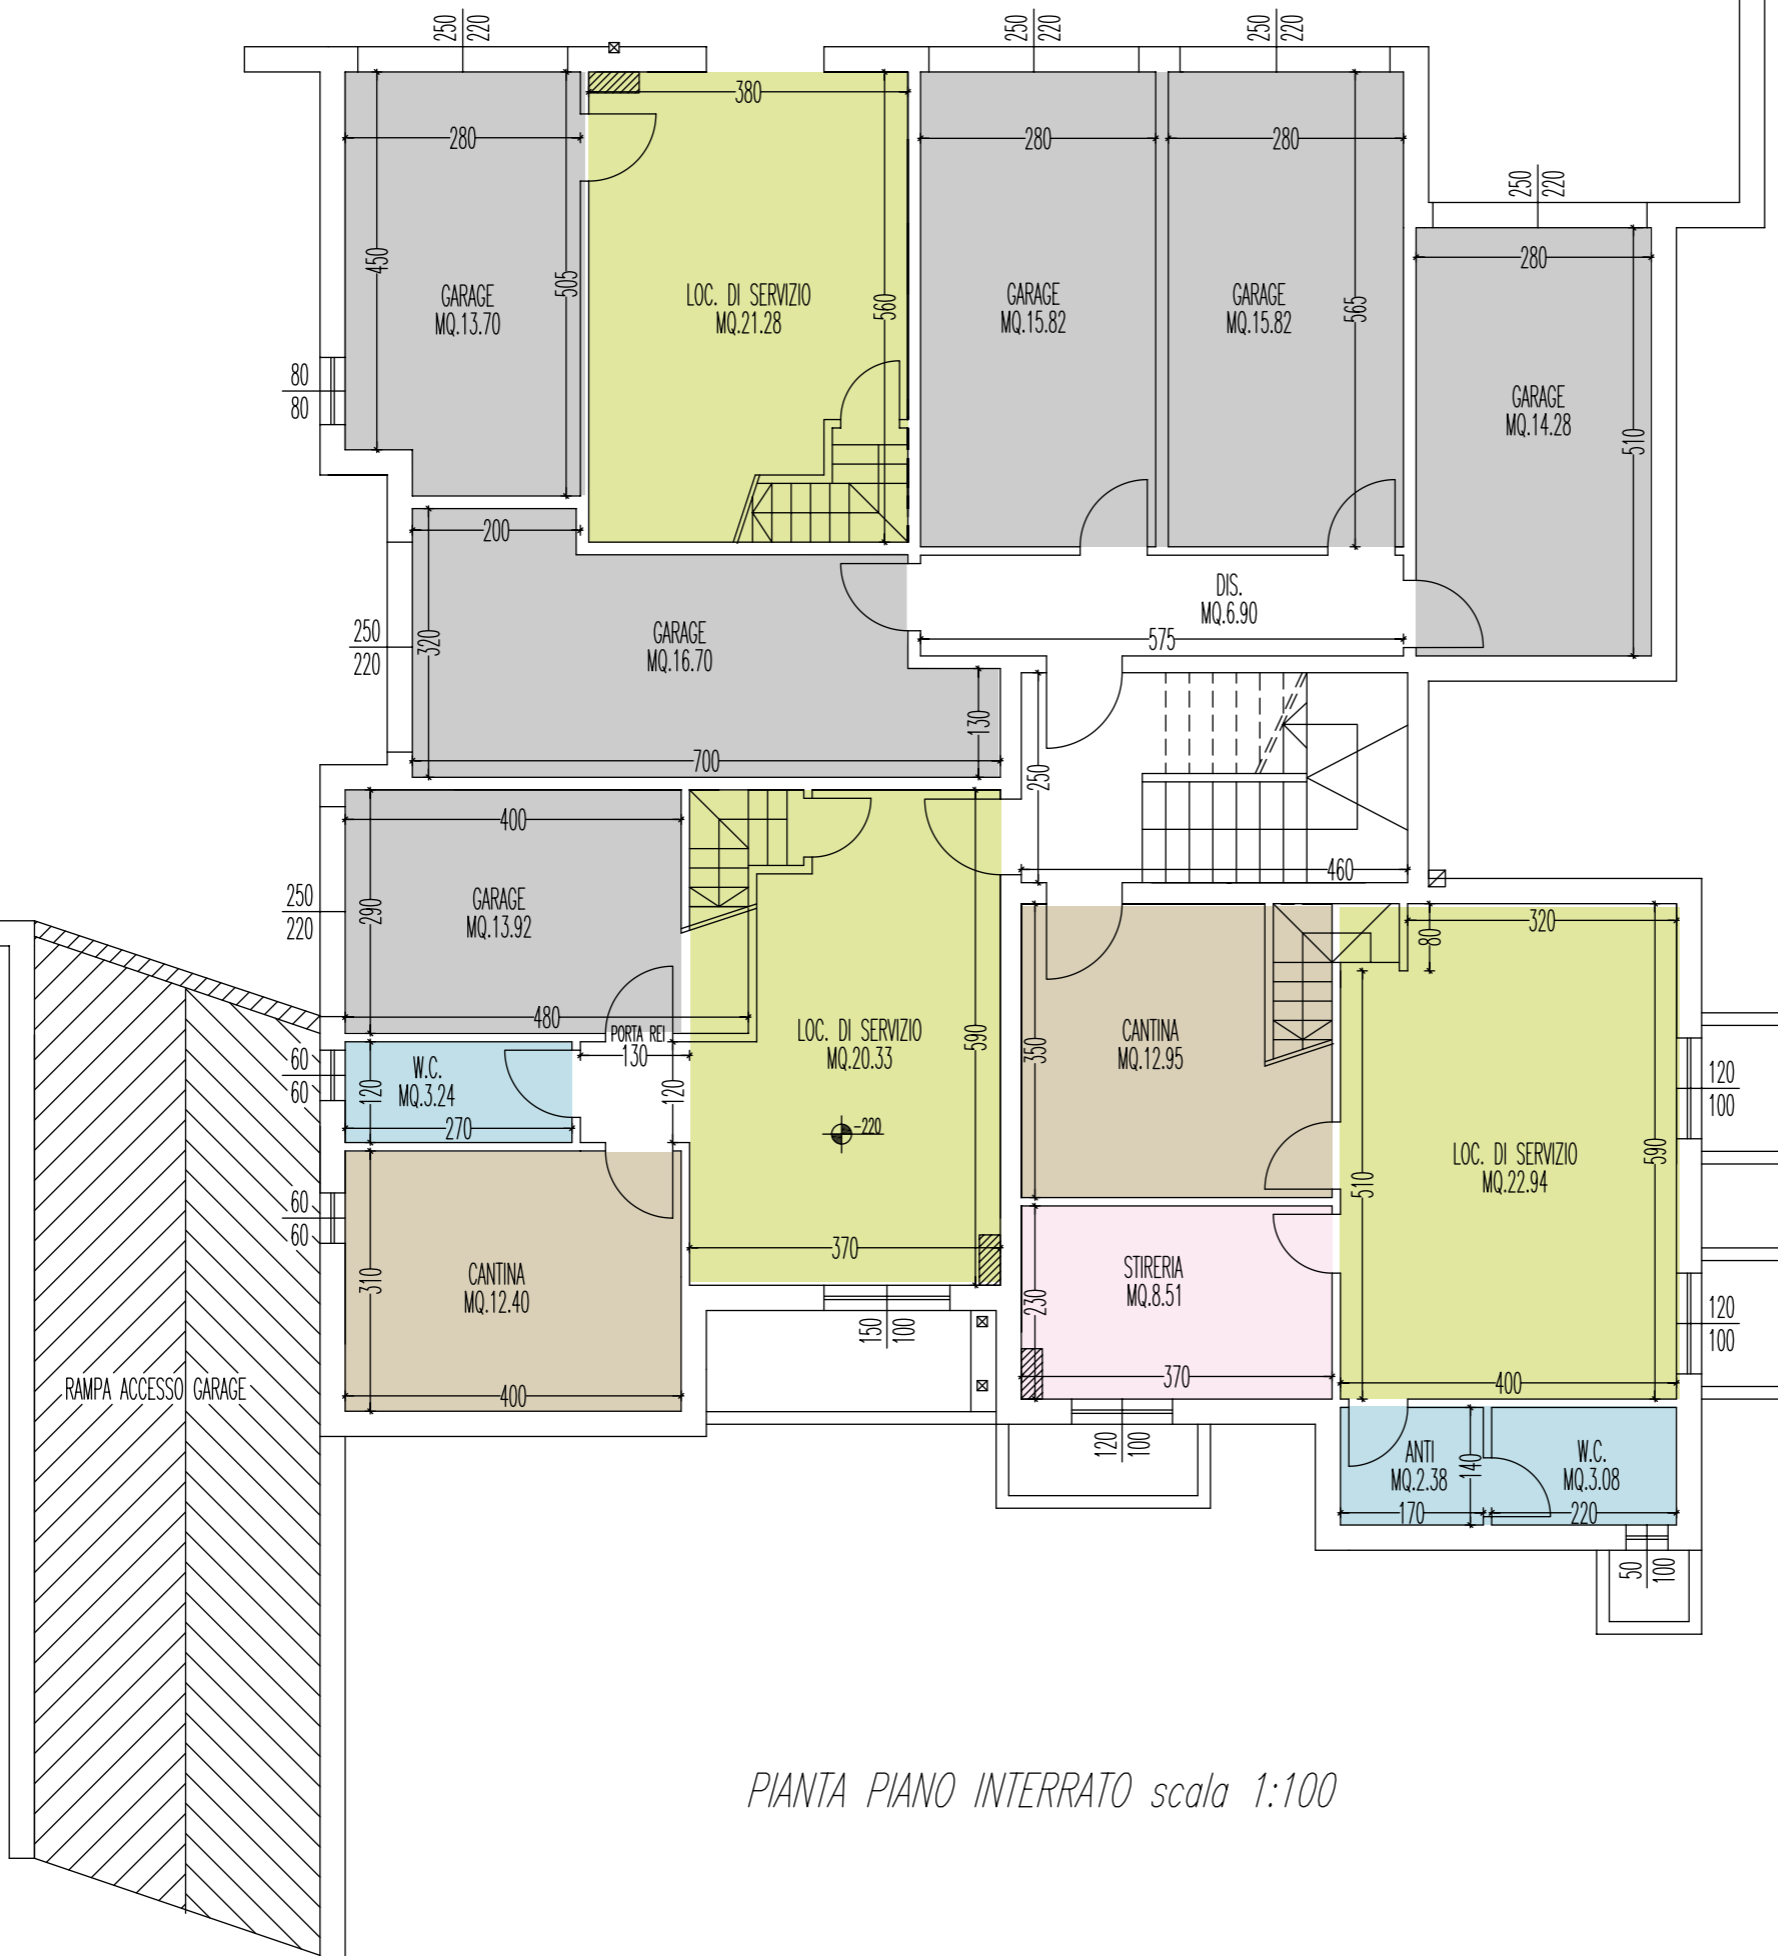 250
220
250
220
250
220
380
280
280
280
250
220
280
450
505
GARAGE
MQ.13.70
LOC. DI SERVIZIO
MQ.21.28
560
GARAGE
MQ.15.82
GARAGE
MQ.15.82
565
80
80
GARAGE
MQ.14.28
510
200
DIS.
MQ.6.90
575
250
220
320
GARAGE
MQ.16.70
130
700
250
400
460
250
220
290
GARAGE
MQ.13.92
320
80
480
PORTA REI
130
LOC. DI SERVIZIO
MQ.20.33
590
350
CANTINA
MQ.12.95
60
60
120
W.C.
MQ.3.24
270
120
-220
120
100
LOC. DI SERVIZIO
MQ.22.94
590
510
60
60
310
CANTINA
MQ.12.40
400
370
150
100
230
STIRERIA
MQ.8.51
370
120
100
400
RAMPA ACCESSO GARAGE
120
100
ANTI
MQ.2.38
140
170
W.C.
MQ.3.08
220
50
100
PIANTA PIANO INTERRATO scala 1:100